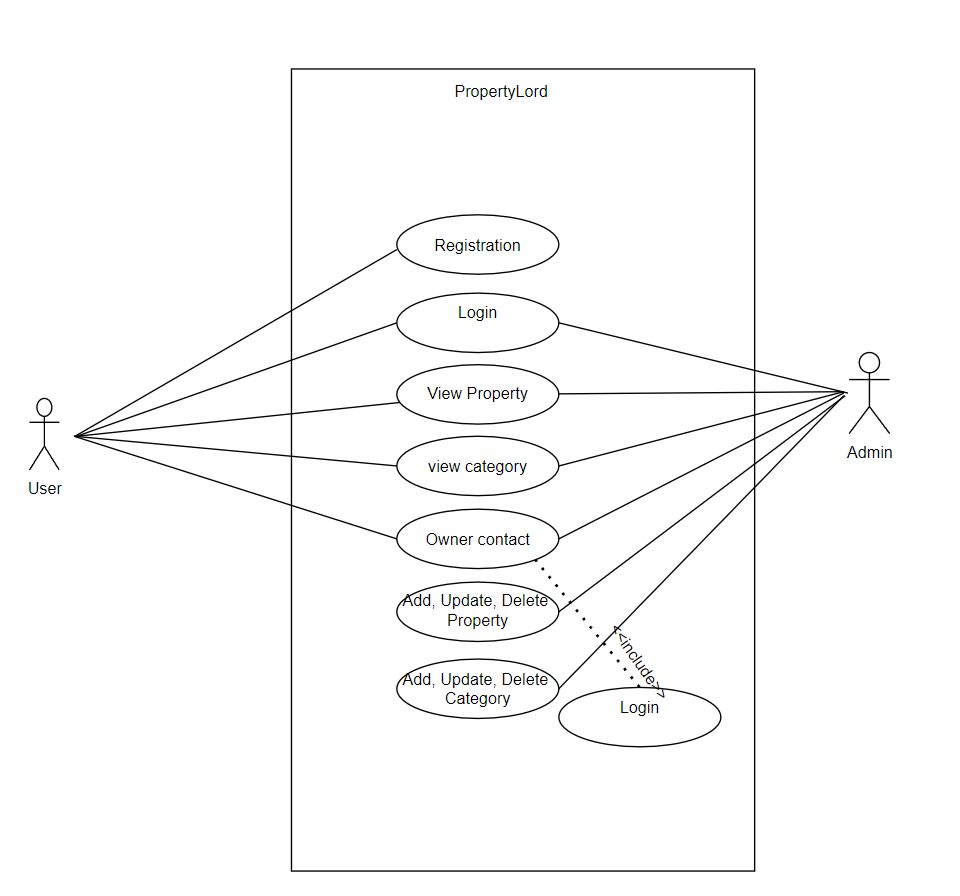 PropertyLord
Registration
Login
View Property
view category
Owner contact
Add, Update, Delete
Property
Add, Update, Delete
Category
<<include>>
Login
User
Admin